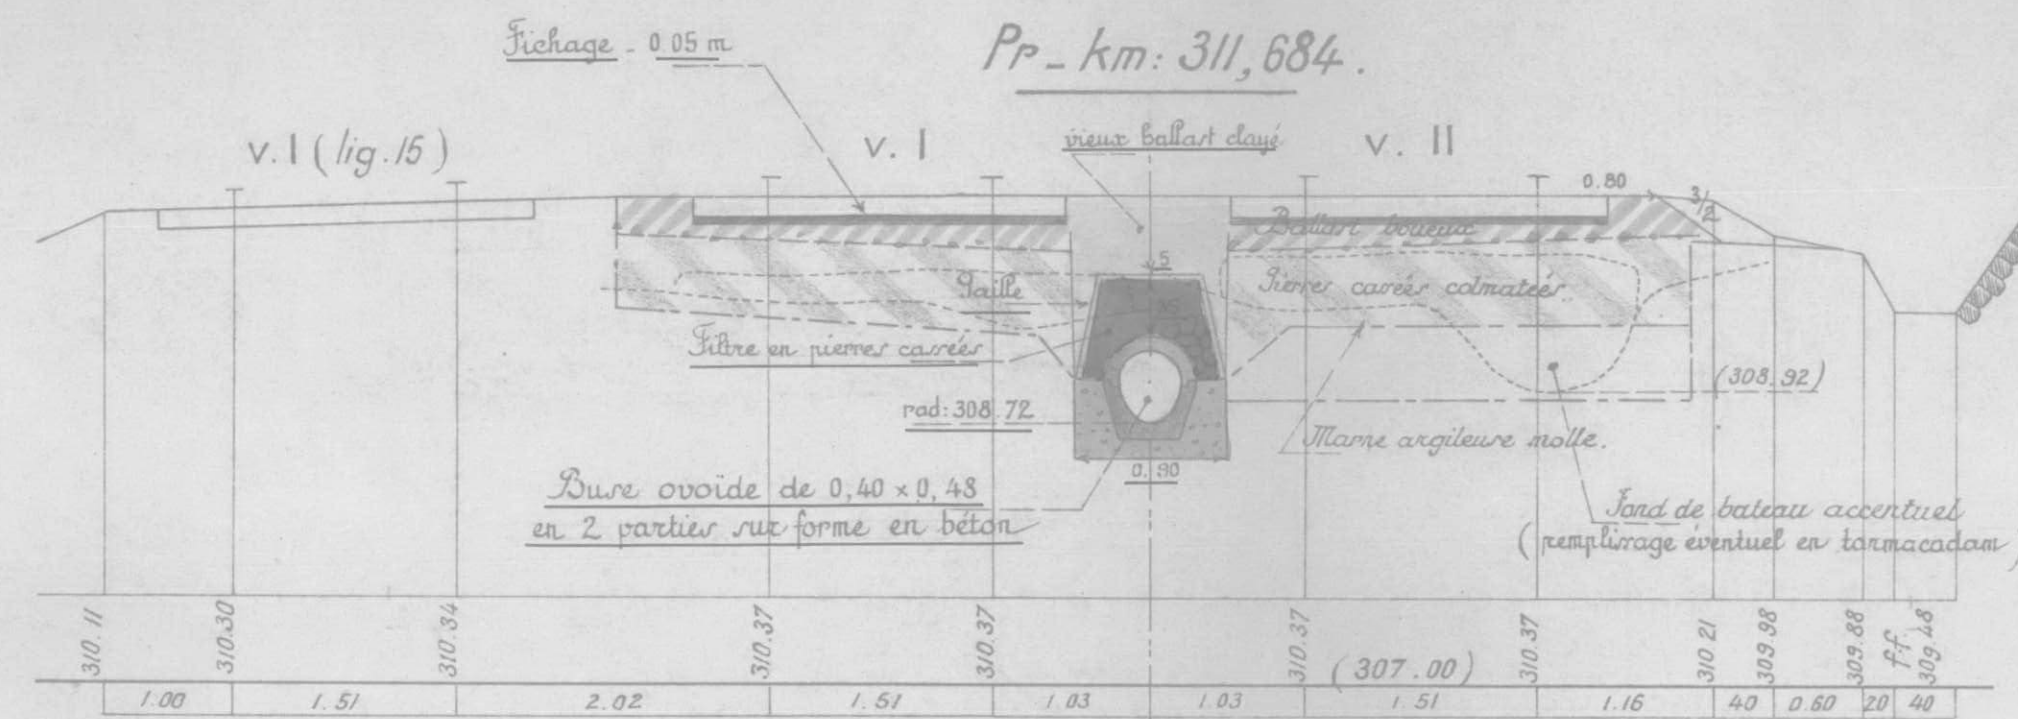 Fichage - 0.05 m
Pr - km: 311,684.
v. I (lig. 15)
v. I
vieux ballast clayé
v. II
0.80
3/2
Ballast boueux
5
Paille
Pierres cassées colmatées
Filtre en pierres cassées
(308.92)
rad: 308.72
Marne argileuse molle.
0.90
Buse ovoïde de 0,40 x 0,48
en 2 parties sur forme en béton
Fond de bateau accentuel
(remplissage éventuel en tarmacadam)
310.11
310.30
310.34
310.37
310.37
310.37
(307.00)
310.37
310.21
309.98
309.88
f.f.
309.48
1.00
1.51
2.02
1.51
1.03
1.03
1.51
1.16
40
0.60
20
40